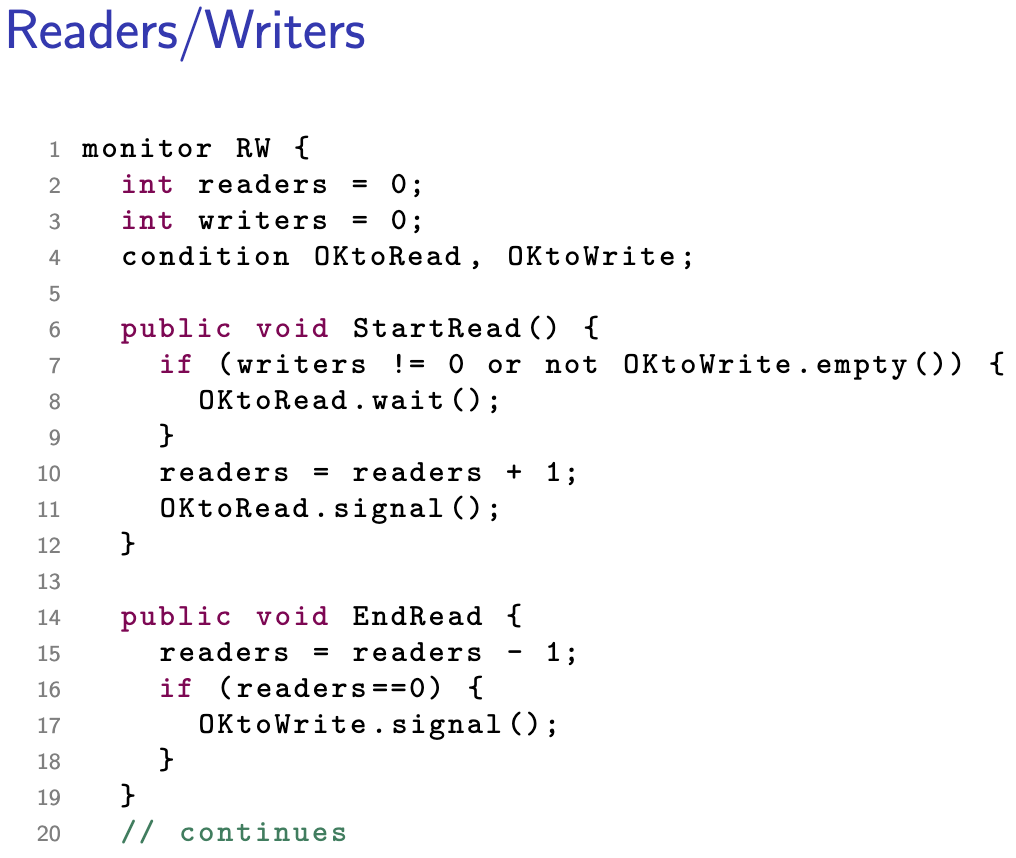 Readers/Writers
1 monitor RW {
2 int readers = 0;
3 int writers = 0;
4 condition OKtoRead, OKtoWrite;
5
6 public void StartRead() {
7 if (writers != 0 or not OKtoWrite.empty()) {
8 OKtoRead.wait();
9 }
10 readers = readers + 1;
11 OKtoRead.signal();
12 }
13
14 public void EndRead {
15 readers = readers - 1;
16 if (readers==0) {
17 OKtoWrite.signal();
18 }
19 }
20 // continues